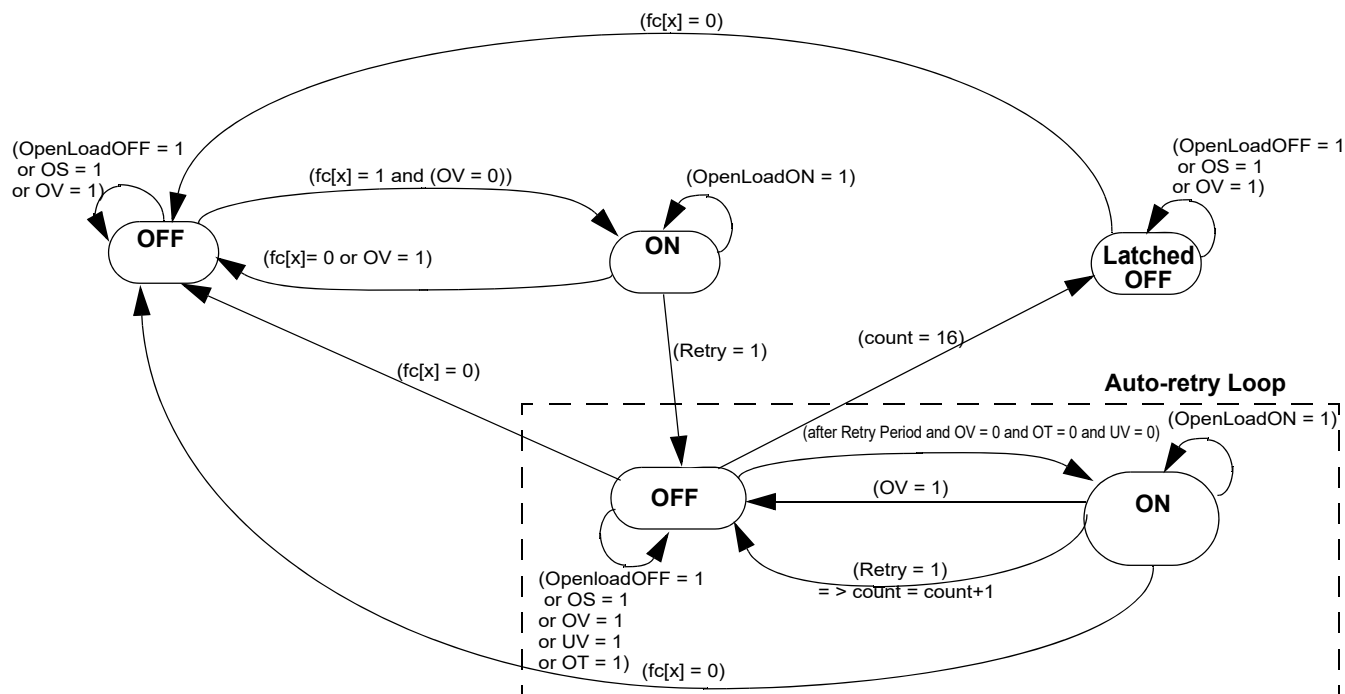 (fc[x] = 0)
(OpenLoadOFF = 1
or OS = 1
or OV = 1)
(fc[x] = 1 and (OV = 0))
(OpenLoadON = 1)
(OpenLoadOFF = 1
or OS = 1
or OV = 1)
OFF
(fc[x]= 0 or OV = 1)
ON
Latched
OFF
(Retry = 1)
(count = 16)
(fc[x] = 0)
Auto-retry Loop
(after Retry Period and OV = 0 and OT = 0 and UV = 0)
(OpenLoadON = 1)
OFF
(OV = 1)
ON
(Retry = 1)
= > count = count+1
(OpenloadOFF = 1
or OS = 1
or OV = 1
or UV = 1
or OT = 1)
(fc[x] = 0)